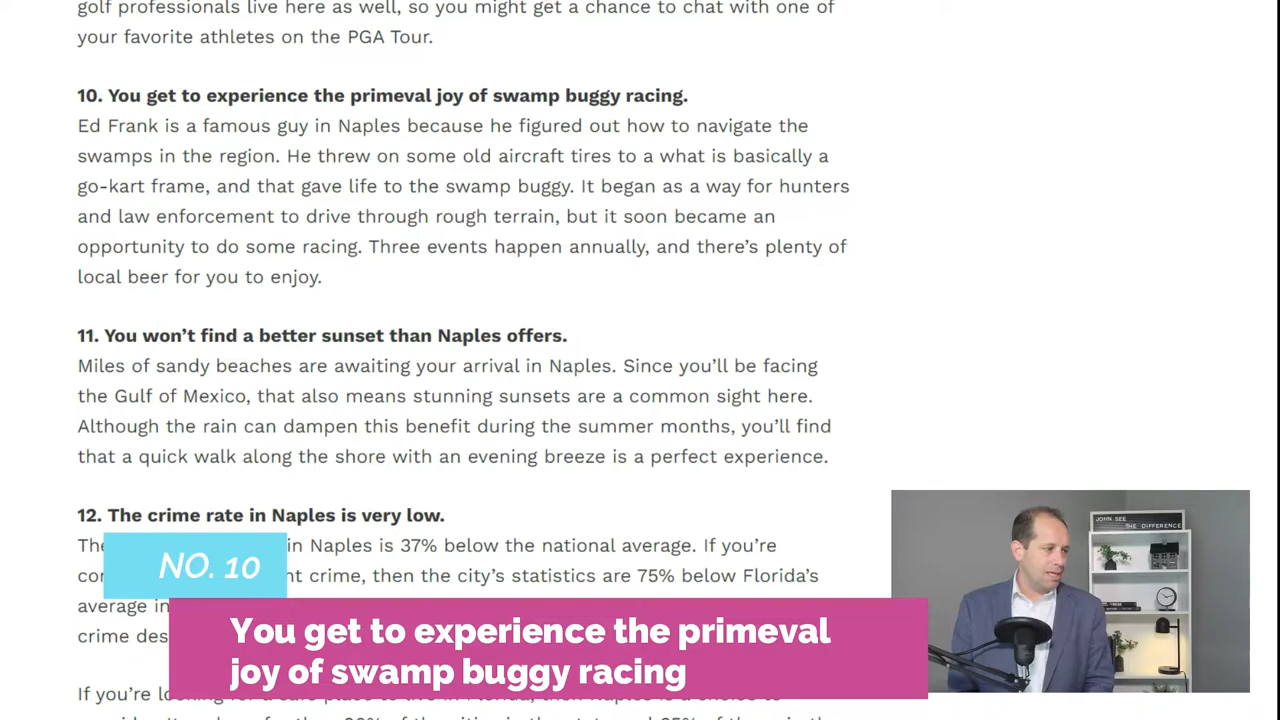 golf professionals live here as well, so you might get a chance to chat with one of
your favorite athletes on the PGA Tour.
10. You get to experience the primeval joy of swamp buggy racing.
Ed Frank is a famous guy in Naples because he figured out how to navigate the
swamps in the region. He threw on some old aircraft tires to a what is basically a
go-kart frame, and that gave life to the swamp buggy. It began as a way for hunters
and law enforcement to drive through rough terrain, but it soon became an
opportunity to do some racing. Three events happen annually, and there's plenty of
local beer for you to enjoy.
11. You won't find a better sunset than Naples offers.
Miles of sandy beaches are awaiting your arrival in Naples. Since you'll be facing
the Gulf of Mexico, that also means stunning sunsets are a common sight here.
Although the rain can dampen this benefit during the summer months, you'll find
that a quick walk along the shore with an evening breeze is a perfect experience.
12. The crime rate in Naples is very low.
in Naples is 37% below the national average. If you're
crime, then the city's statistics are 75% below Florida's
average
crime
If you're
NO. 10
You get to experience the primeval
joy of swamp buggy racing
JOHN SEE
THE DIFFERENCE